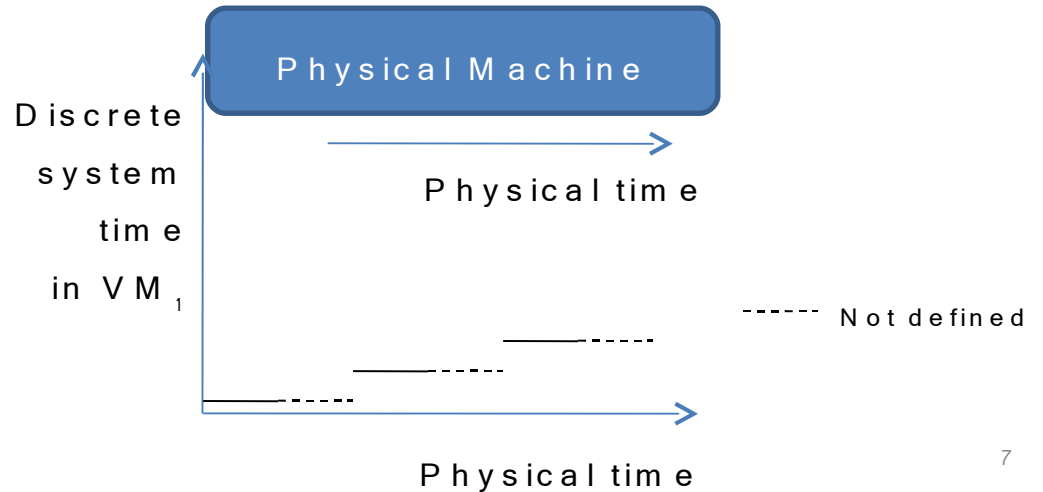 Physical Machine
Discrete
system
time
in VM₁
Physical time
Not defined
Physical time
7